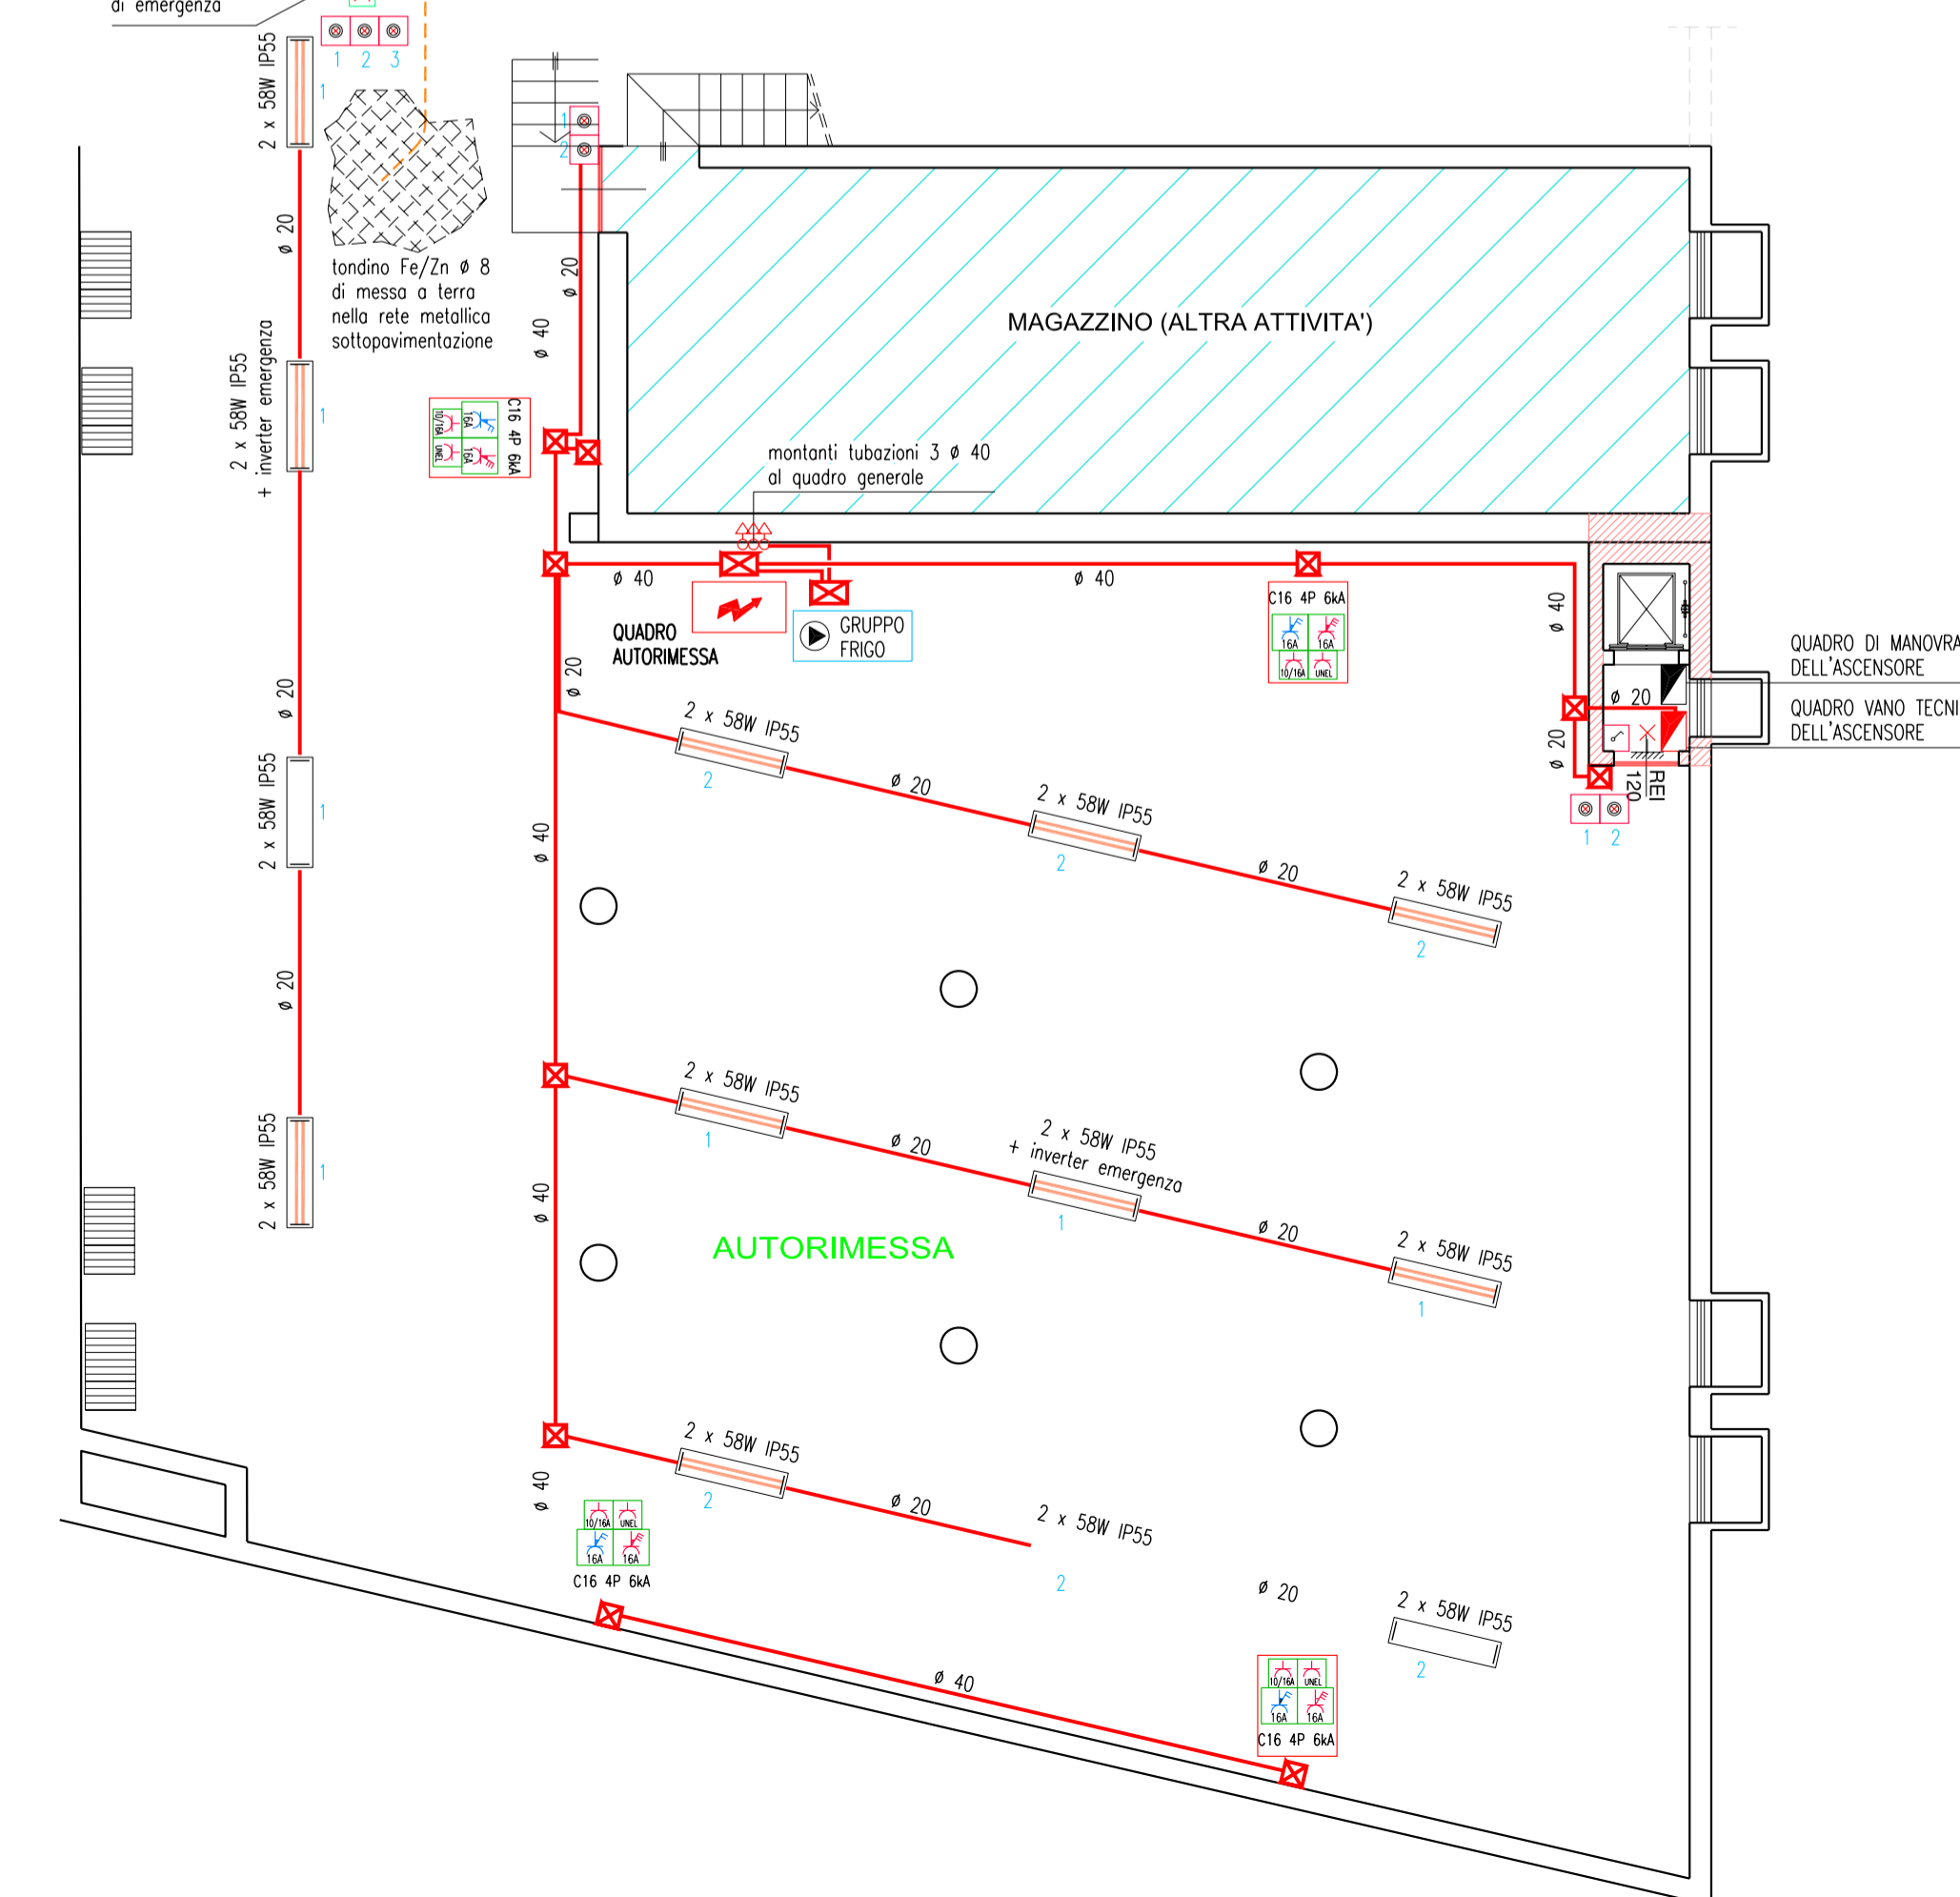 di emergenza
1 2 3
2 x 58W IP55
1
ø 20
tondino Fe/Zn ø 8
di messa a terra
nella rete metallica
sottopavimentazione
1
2
ø 20
ø 40
MAGAZZINO (ALTRA ATTIVITA')
2 x 58W IP55
+ inverter emergenza
1
C16 4P 6kA
10/16A
16A
UNEL
16A
montanti tubazioni 3 ø 40
al quadro generale
ø 40
ø 40
QUADRO
AUTORIMESSA
GRUPPO
FRIGO
C16 4P 6kA
16A
16A
10/16A
UNEL
ø 40
QUADRO DI MANOVRA
DELL'ASCENSORE
ø 20
QUADRO VANO TECNI
DELL'ASCENSORE
ø 20
REI
120
1 2
ø 20
ø 20
2 x 58W IP55
2
ø 20
2 x 58W IP55
2
ø 20
2 x 58W IP55
2
2 x 58W IP55
1
ø 40
ø 20
2 x 58W IP55
1
ø 20
2 x 58W IP55
+ inverter emergenza
1
ø 20
2 x 58W IP55
1
2 x 58W IP55
1
ø 40
AUTORIMESSA
2 x 58W IP55
2
ø 20
2 x 58W IP55
2
ø 20
2 x 58W IP55
2
ø 40
10/16A
UNEL
16A
16A
C16 4P 6kA
ø 40
10/16A
UNEL
16A
16A
C16 4P 6kA